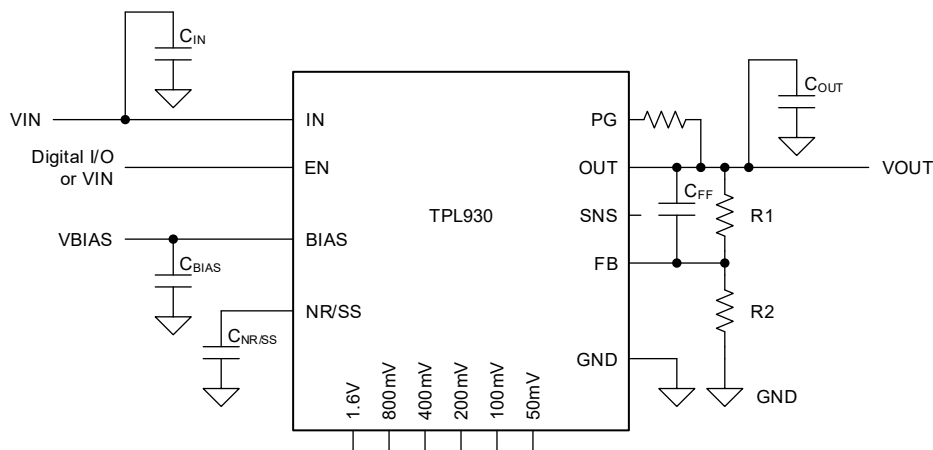 CIN
COUT
VIN
IN
PG
Digital I/O
or VIN
EN
OUT
VOUT
CFF
TPL930
SNS
R1
VBIAS
BIAS
FB
CBIAS
NR/SS
R2
CNR/SS
GND
GND
1.6V
800mV
400mV
200mV
100mV
50mV